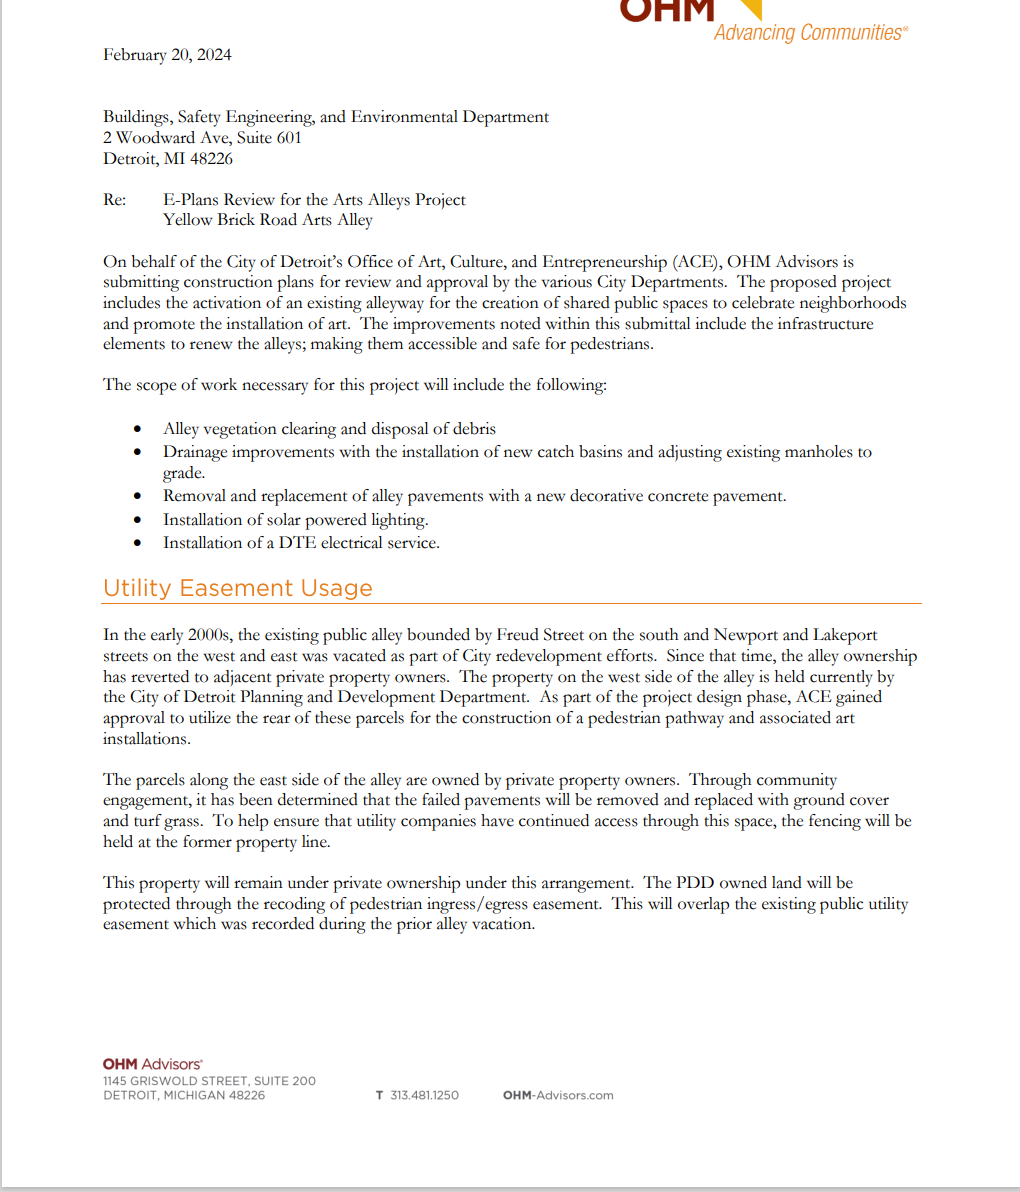 OHM
Advancing Communities®
February 20, 2024
Buildings, Safety Engineering, and Environmental Department
2 Woodward Ave, Suite 601
Detroit, MI 48226
Re: E-Plans Review for the Arts Alleys Project
Yellow Brick Road Arts Alley
On behalf of the City of Detroit’s Office of Art, Culture, and Entrepreneurship (ACE), OHM Advisors is
submitting construction plans for review and approval by the various City Departments. The proposed project
includes the activation of an existing alleyway for the creation of shared public spaces to celebrate neighborhoods
and promote the installation of art. The improvements noted within this submittal include the infrastructure
elements to renew the alleys; making them accessible and safe for pedestrians.
The scope of work necessary for this project will include the following:
• Alley vegetation clearing and disposal of debris
• Drainage improvements with the installation of new catch basins and adjusting existing manholes to
grade.
• Removal and replacement of alley pavements with a new decorative concrete pavement.
• Installation of solar powered lighting.
• Installation of a DTE electrical service.
Utility Easement Usage
In the early 2000s, the existing public alley bounded by Freud Street on the south and Newport and Lakeport
streets on the west and east was vacated as part of City redevelopment efforts. Since that time, the alley ownership
has reverted to adjacent private property owners. The property on the west side of the alley is held currently by
the City of Detroit Planning and Development Department. As part of the project design phase, ACE gained
approval to utilize the rear of these parcels for the construction of a pedestrian pathway and associated art
installations.
The parcels along the east side of the alley are owned by private property owners. Through community
engagement, it has been determined that the failed pavements will be removed and replaced with ground cover
and turf grass. To help ensure that utility companies have continued access through this space, the fencing will be
held at the former property line.
This property will remain under private ownership under this arrangement. The PDD owned land will be
protected through the recoding of pedestrian ingress/egress easement. This will overlap the existing public utility
easement which was recorded during the prior alley vacation.
OHM Advisors®
1145 GRISWOLD STREET, SUITE 200
DETROIT, MICHIGAN 48226 T 313.481.1250 OHM-Advisors.com